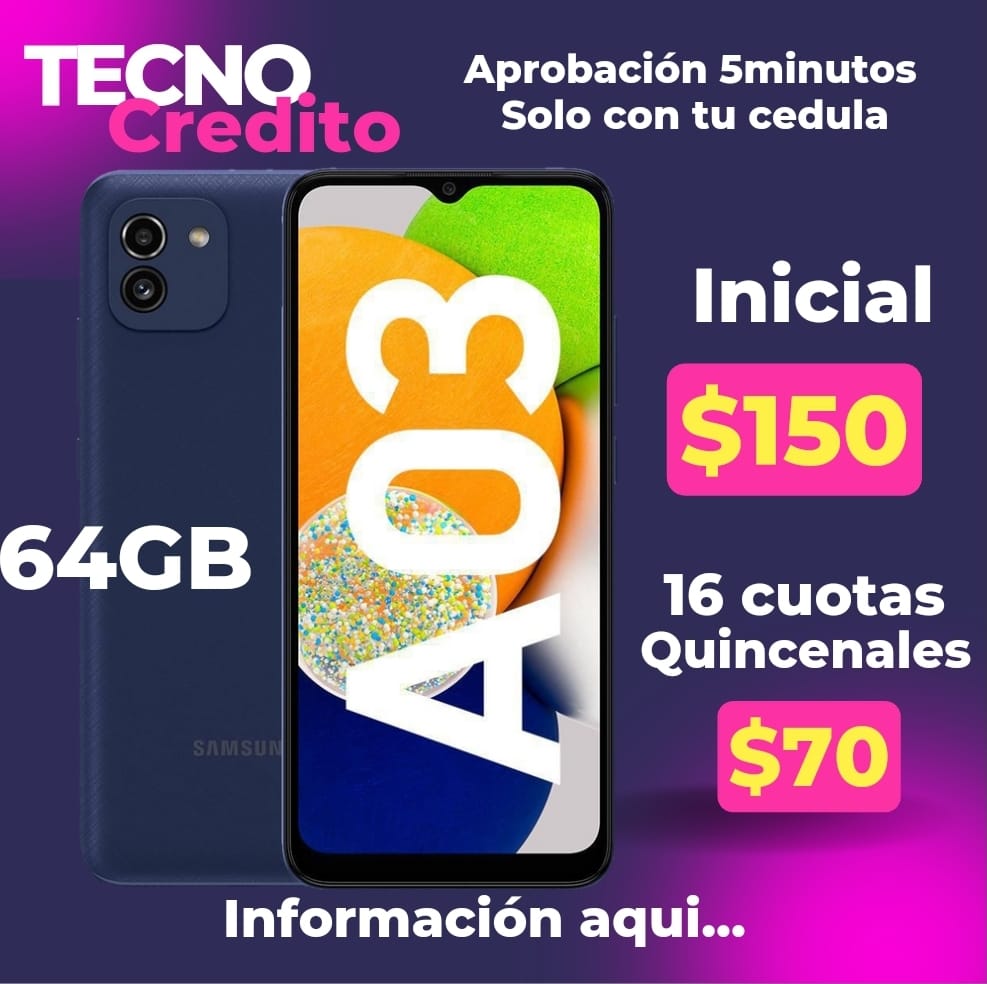 TECNO
Credito
Aprobación 5minutos
Solo con tu cedula
Inicial
$150
A03
64GB
16 cuotas
Quincenales
$70
SAMSUN
Información aqui...